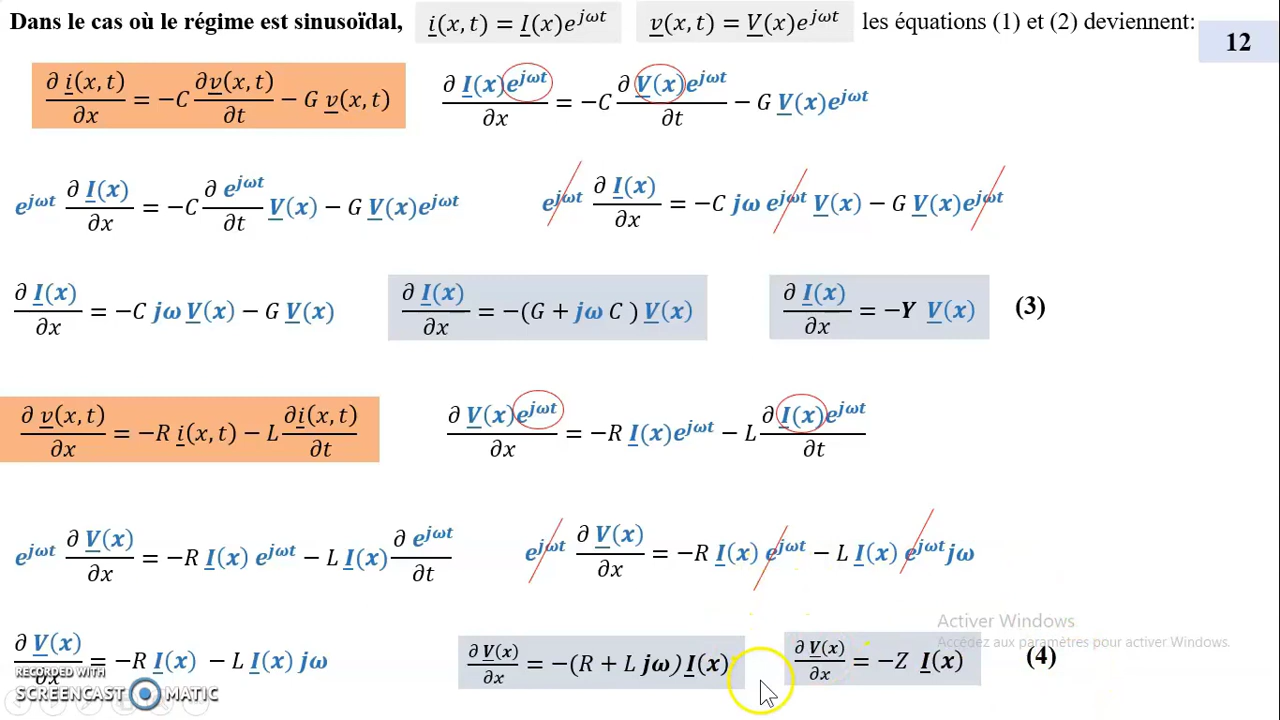 Dans le cas où le régime est sinusoïdal, i(x,t) = I(x)e^{jωt} v(x,t) = V(x)e^{jωt} les équations (1) et (2) deviennent:
12
∂ i(x,t)/∂x = −C ∂v(x,t)/∂t − G v(x,t)
∂ I(x)e^{jωt}/∂x = −C ∂ V(x)e^{jωt}/∂t − G V(x)e^{jωt}
e^{jωt} ∂ I(x)/∂x = −C ∂ e^{jωt}/∂t V(x) − G V(x)e^{jωt}
e^{jωt} ∂ I(x)/∂x = −C jω e^{jωt} V(x) − G V(x)e^{jωt}
∂ I(x)/∂x = −C jω V(x) − G V(x)
∂ I(x)/∂x = −(G + jω C ) V(x)
∂ I(x)/∂x = −Y V(x) (3)
∂ v(x,t)/∂x = −R i(x,t) − L ∂i(x,t)/∂t
∂ V(x)e^{jωt}/∂x = −R I(x)e^{jωt} − L ∂ I(x)e^{jωt}/∂t
e^{jωt} ∂ V(x)/∂x = −R I(x) e^{jωt} − L I(x) ∂ e^{jωt}/∂t
e^{jωt} ∂ V(x)/∂x = −R I(x) e^{jωt} − L I(x) e^{jωt} jω
∂ V(x)/∂x = −R I(x) − L I(x) jω
∂ V(x)/∂x = −(R + L jω) I(x)
∂ V(x)/∂x = −Z I(x) (4)
Activer Windows
Accédez aux paramètres pour activer Windows.
RECORDED WITH
SCREENCAST MATIC